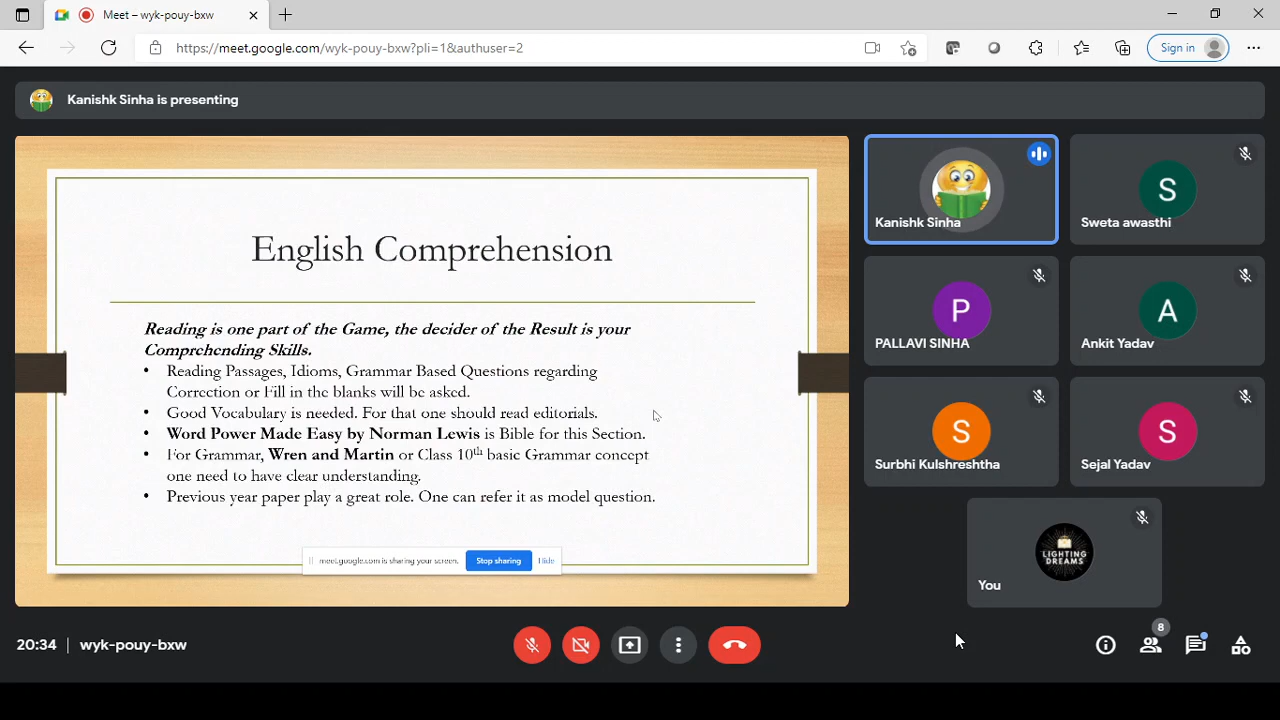 Meet – wyk-pouy-bxw
https://meet.google.com/wyk-pouy-bxw?pli=1&authuser=2
Sign in
Kanishk Sinha is presenting
English Comprehension
Reading is one part of the Game, the decider of the Result is your
Comprehending Skills.
• Reading Passages, Idioms, Grammar Based Questions regarding
Correction or Fill in the blanks will be asked.
• Good Vocabulary is needed. For that one should read editorials.
• Word Power Made Easy by Norman Lewis is Bible for this Section.
• For Grammar, Wren and Martin or Class 10th basic Grammar concept
one need to have clear understanding.
• Previous year paper play a great role. One can refer it as model question.
meet.google.com is sharing your screen.
Stop sharing
Hide
Kanishk Sinha
S
Sweta awasthi
P
PALLAVI SINHA
A
Ankit Yadav
S
Surbhi Kulshreshtha
S
Sejal Yadav
LIGHTING
DREAMS
You
20:34 | wyk-pouy-bxw
8